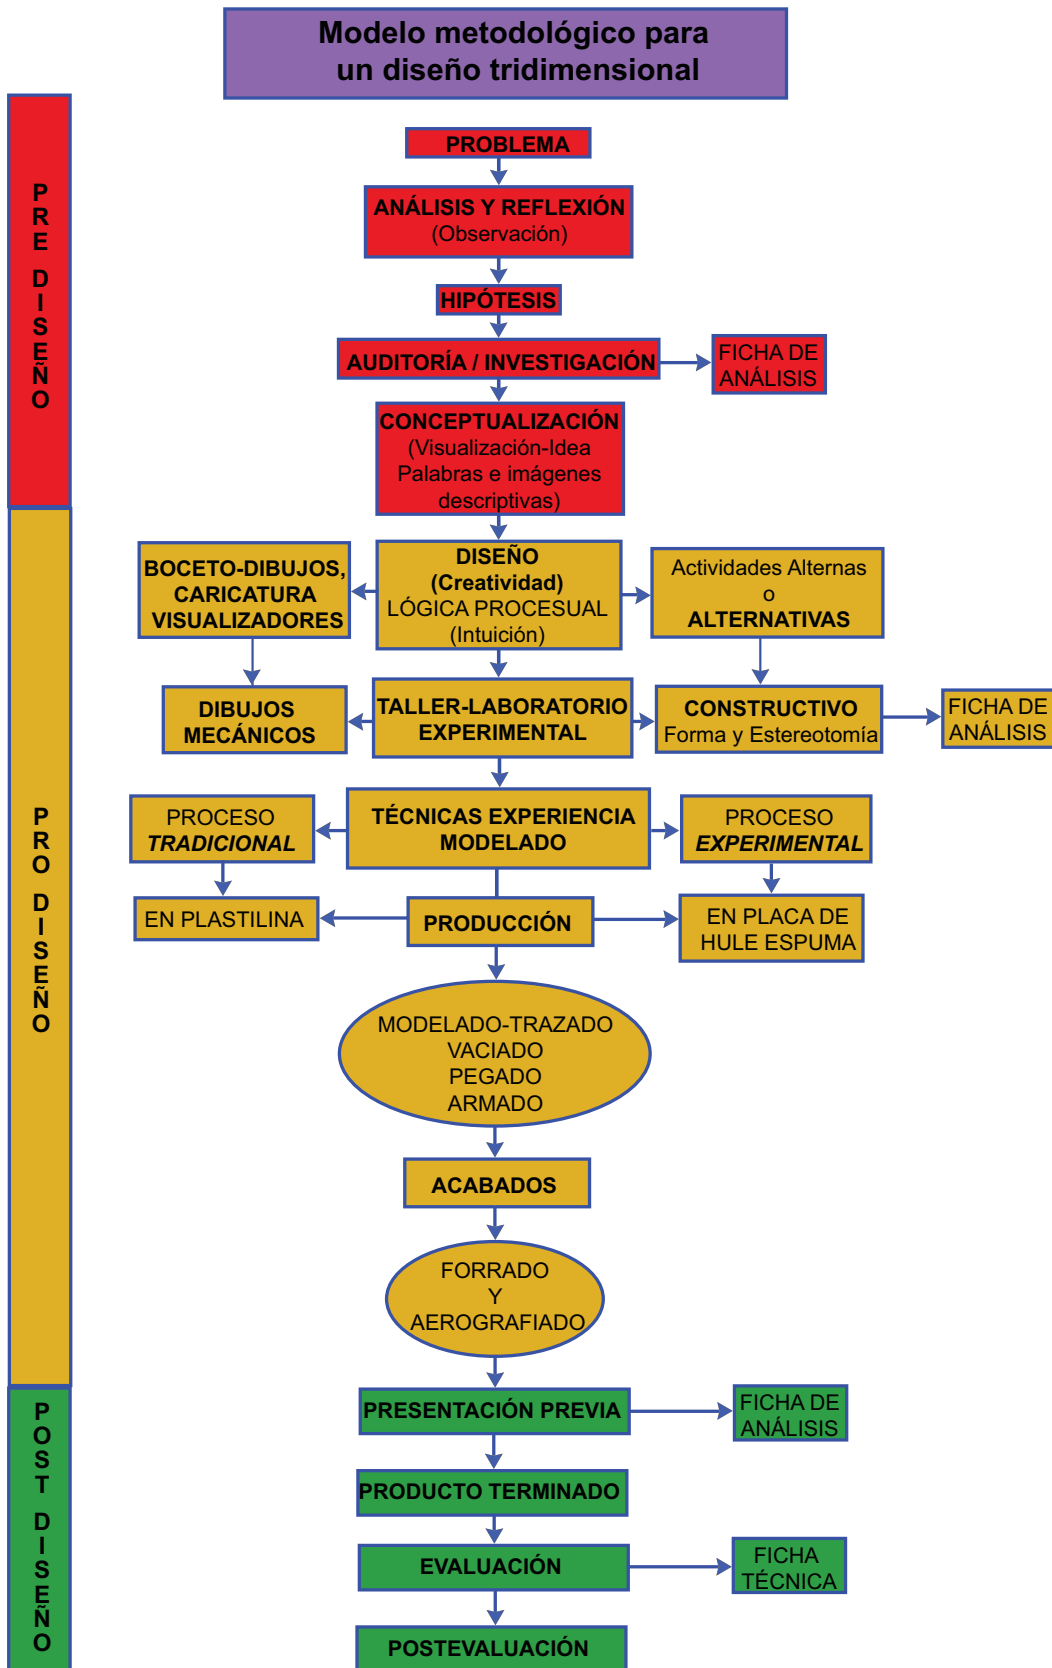 Modelo metodológico para
un diseño tridimensional
PRE DISEÑO
PROBLEMA
ANÁLISIS Y REFLEXIÓN
(Observación)
HIPÓTESIS
AUDITORÍA / INVESTIGACIÓN
FICHA DE
ANÁLISIS
CONCEPTUALIZACIÓN
(Visualización-Idea
Palabras e imágenes
descriptivas)
PRO DISEÑO
BOCETO-DIBUJOS,
CARICATURA
VISUALIZADORES
DISEÑO
(Creatividad)
LÓGICA PROCESUAL
(Intuición)
Actividades Alternas
o
ALTERNATIVAS
DIBUJOS
MECÁNICOS
TALLER-LABORATORIO
EXPERIMENTAL
CONSTRUCTIVO
Forma y Estereotomía
FICHA DE
ANÁLISIS
PROCESO
TRADICIONAL
TÉCNICAS EXPERIENCIA
MODELADO
PROCESO
EXPERIMENTAL
EN PLASTILINA
PRODUCCIÓN
EN PLACA DE
HULE ESPUMA
MODELADO-TRAZADO
VACIADO
PEGADO
ARMADO
ACABADOS
FORRADO
Y
AEROGRAFIADO
POST DISEÑO
PRESENTACIÓN PREVIA
FICHA DE
ANÁLISIS
PRODUCTO TERMINADO
EVALUACIÓN
FICHA
TÉCNICA
POSTEVALUACIÓN